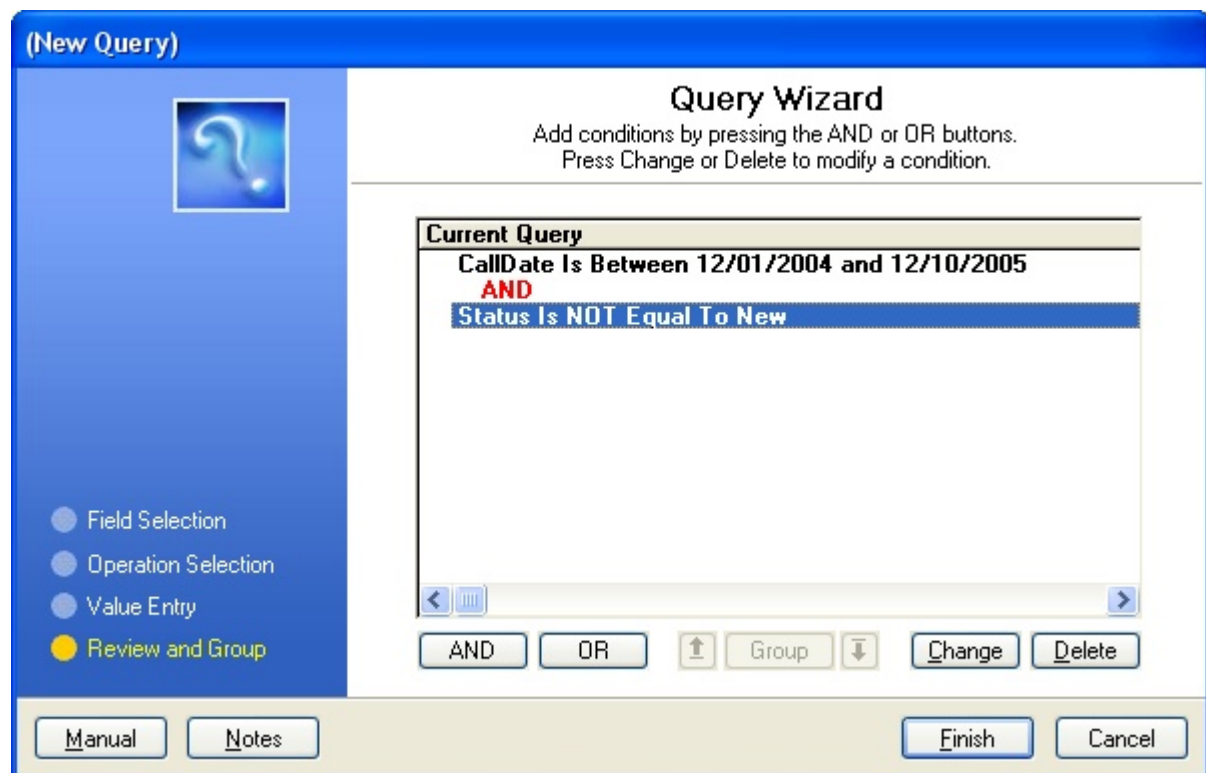 (New Query)
Query Wizard
Add conditions by pressing the AND or OR buttons.
Press Change or Delete to modify a condition.
Current Query
CallDate Is Between 12/01/2004 and 12/10/2005
AND
Status Is NOT Equal To New
Field Selection
Operation Selection
Value Entry
Review and Group
AND OR Group Change Delete
Manual Notes Finish Cancel